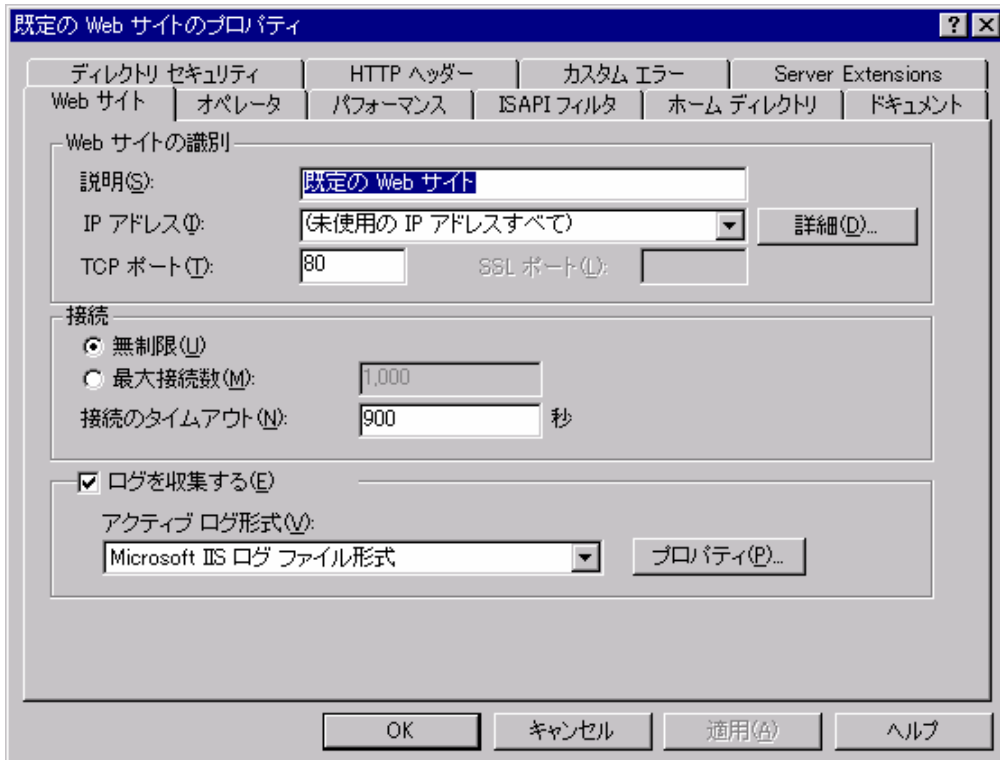 既定の Web サイトのプロパティ
ディレクトリ セキュリティ HTTP ヘッダー カスタム エラー Server Extensions
Web サイト オペレータ パフォーマンス ISAPI フィルタ ホーム ディレクトリ ドキュメント
Web サイトの識別
説明(S): 既定の Web サイト
IP アドレス(I): (未使用の IP アドレスすべて) 詳細(D)...
TCP ポート(T): 80 SSL ポート(L):
接続
無制限(U)
最大接続数(M): 1,000
接続のタイムアウト(N): 900 秒
ログを収集する(E)
アクティブ ログ形式(V):
Microsoft IIS ログ ファイル形式 プロパティ(P)...
OK キャンセル 適用(A) ヘルプ